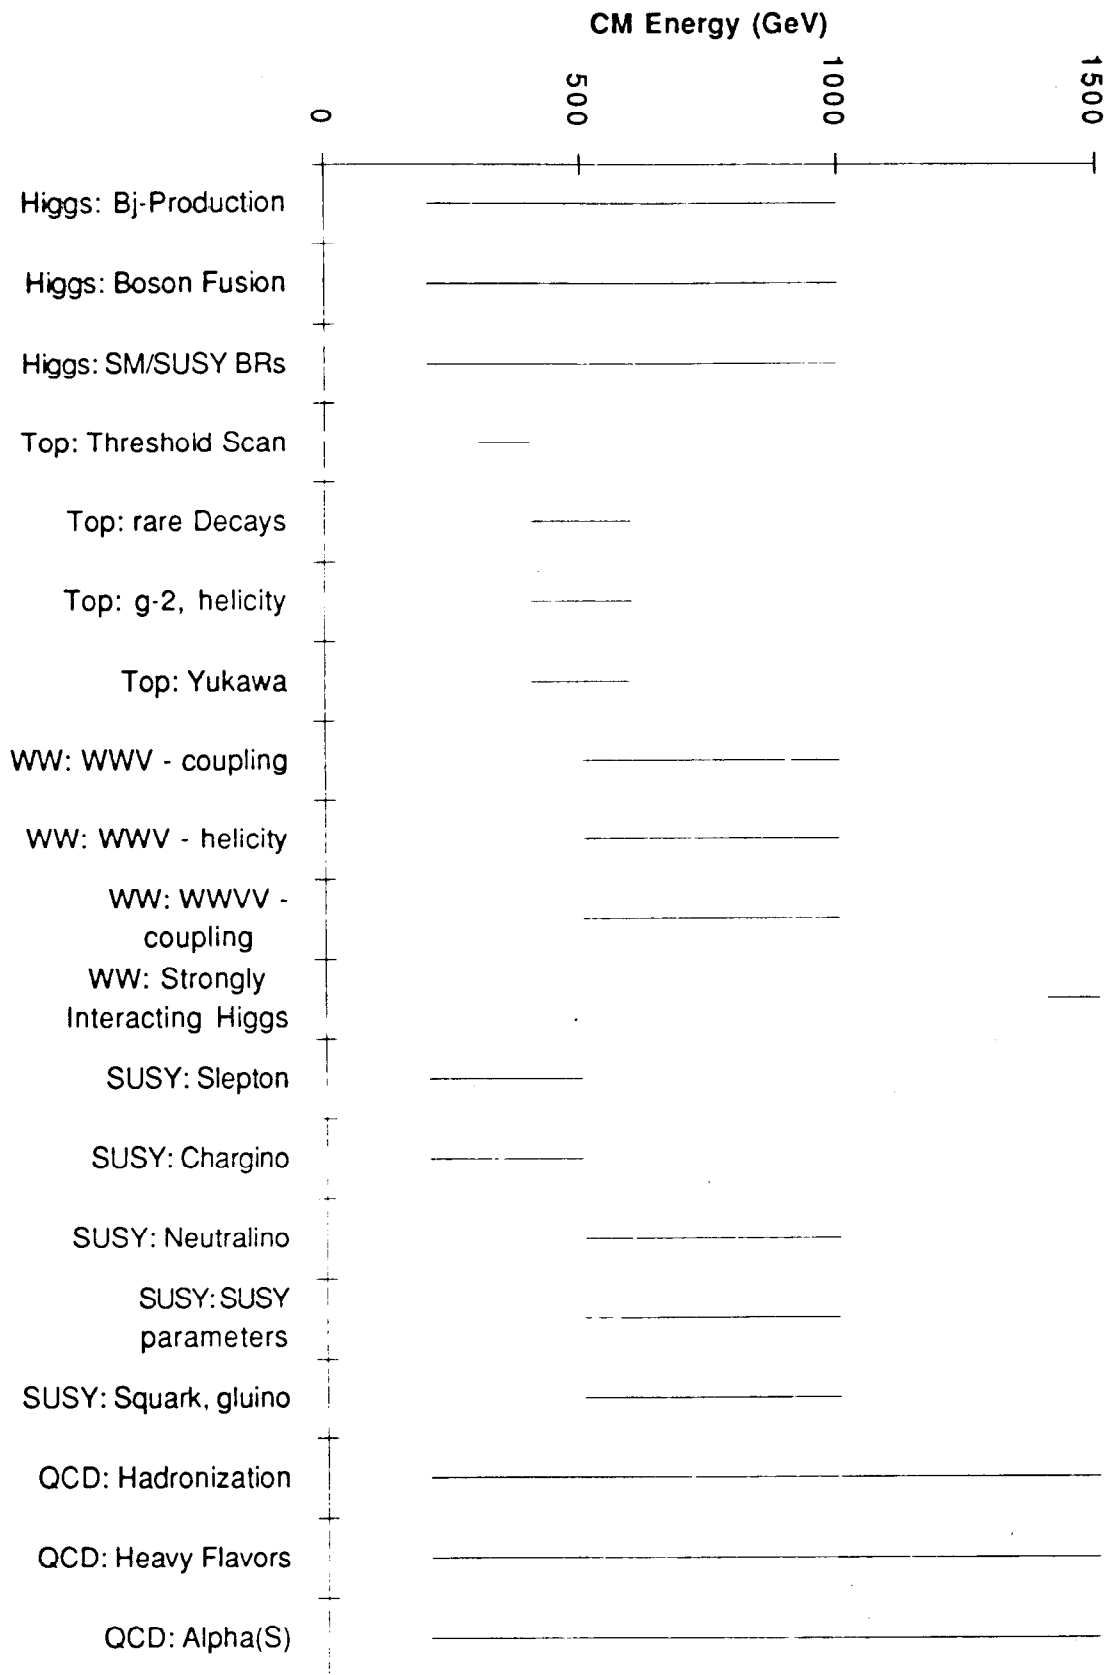 CM Energy (GeV)
0
500
1000
1500
Higgs: Bj-Production
Higgs: Boson Fusion
Higgs: SM/SUSY BRs
Top: Threshold Scan
Top: rare Decays
Top: g-2, helicity
Top: Yukawa
WW: WWV - coupling
WW: WWV - helicity
WW: WWVV -
coupling
WW: Strongly
Interacting Higgs
SUSY: Slepton
SUSY: Chargino
SUSY: Neutralino
SUSY: SUSY
parameters
SUSY: Squark, gluino
QCD: Hadronization
QCD: Heavy Flavors
QCD: Alpha(S)